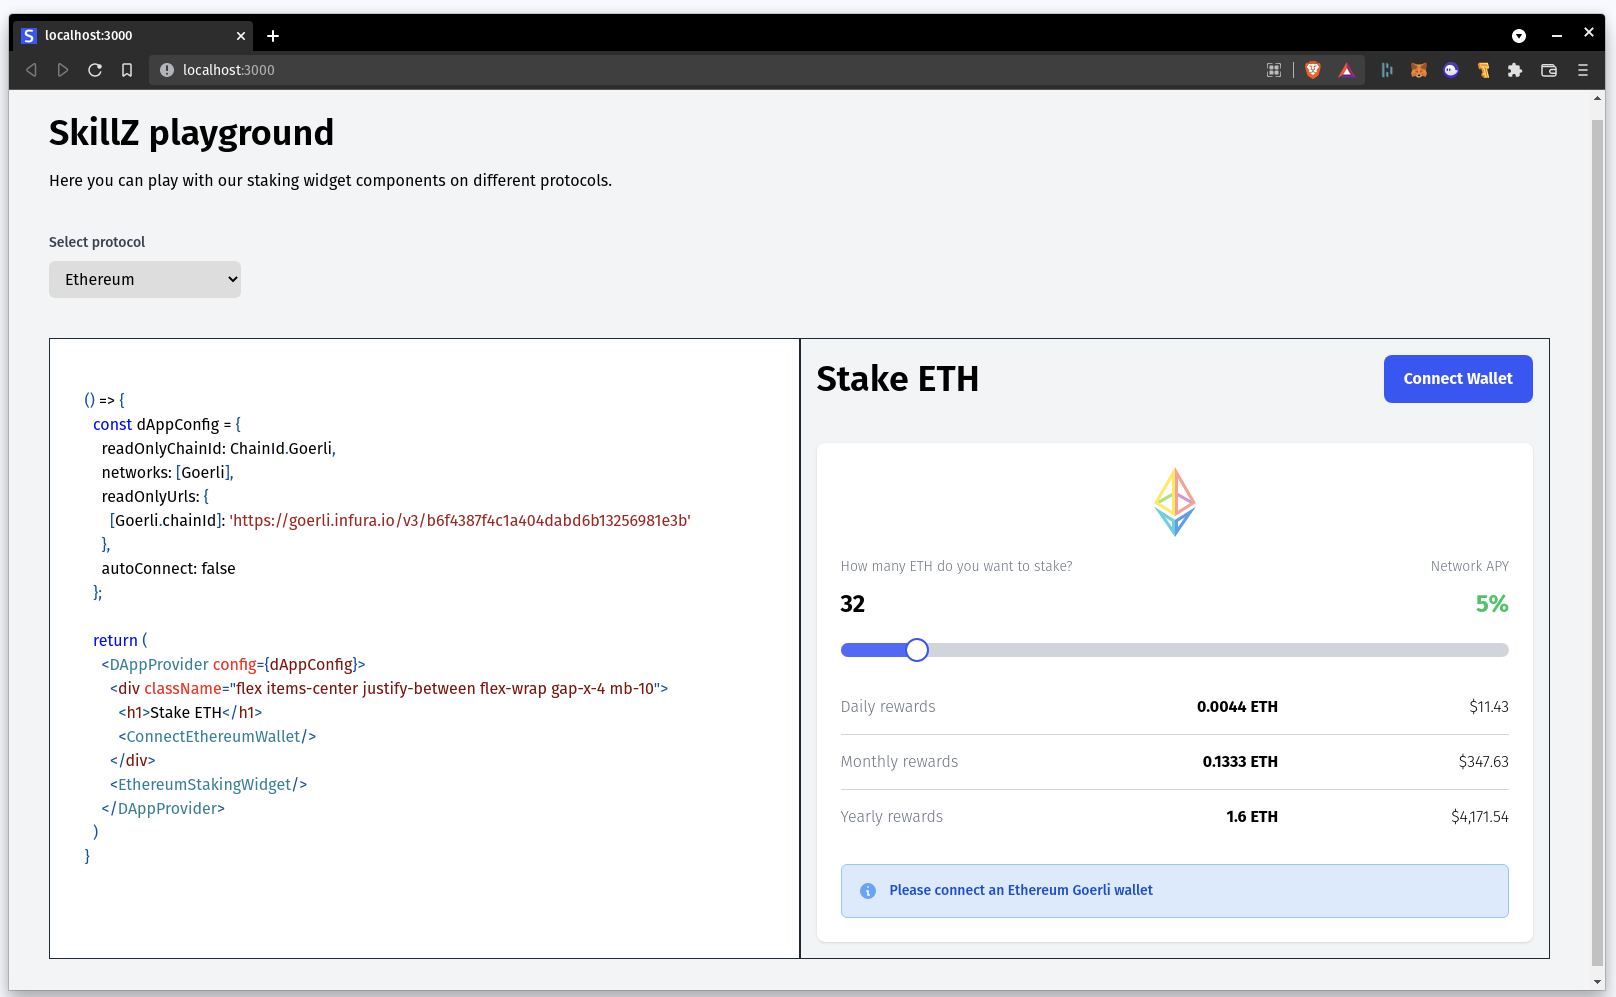 S localhost:3000
localhost:3000
SkillZ playground
Here you can play with our staking widget components on different protocols.
Select protocol
Ethereum
() => {
const dAppConfig = {
readOnlyChainId: ChainId.Goerli,
networks: [Goerli],
readOnlyUrls: {
[Goerli.chainId]: 'https://goerli.infura.io/v3/b6f4387f4c1a404dabd6b13256981e3b'
},
autoConnect: false
};
return (
<DAppProvider config={dAppConfig}>
<div className="flex items-center justify-between flex-wrap gap-x-4 mb-10">
<h1>Stake ETH</h1>
<ConnectEthereumWallet/>
</div>
<EthereumStakingWidget/>
</DAppProvider>
)
}
Stake ETH
Connect Wallet
How many ETH do you want to stake? Network APY
32 5%
Daily rewards 0.0044 ETH $11.43
Monthly rewards 0.1333 ETH $347.63
Yearly rewards 1.6 ETH $4,171.54
Please connect an Ethereum Goerli wallet